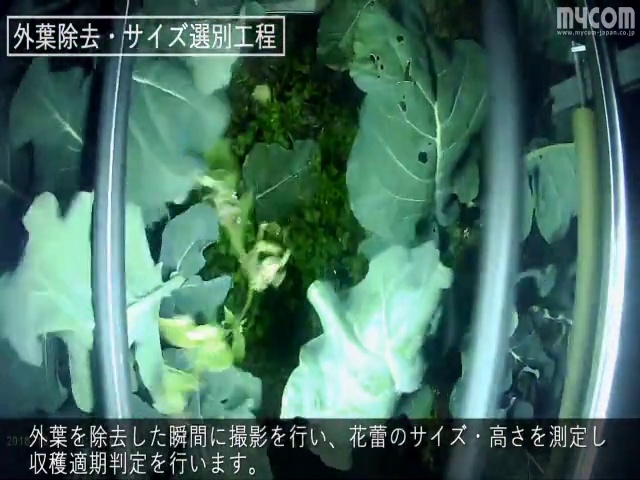 mycom
www.mycom-japan.co.jp
外葉除去・サイズ選別工程
外葉を除去した瞬間に撮影を行い、花蕾のサイズ・高さを測定し
収穫適期判定を行います。